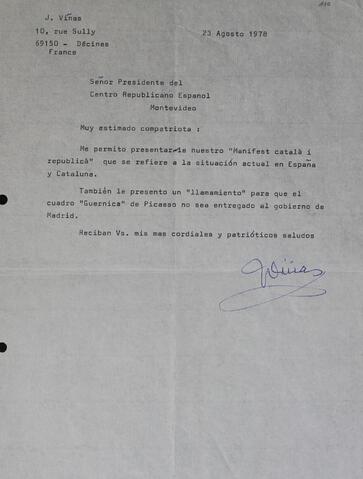 J. Viñas
10, rue Sully
69150 - Décines
France
23 Agosto 1978
Señor Presidente del
Centro Republicano Espanol
Montevideo
Muy estimado compatriota :
Me permito presentarle nuestro "Manifest català i
republicà" que se refiere a la situación actual en España
y Cataluna.
También le presento un "llamamiento" para que el
cuadro "Guernica" de Picasso no sea entregado al gobierno de
Madrid.
Reciban Vs. mis mas cordiales y patrióticos saludos
JViñas